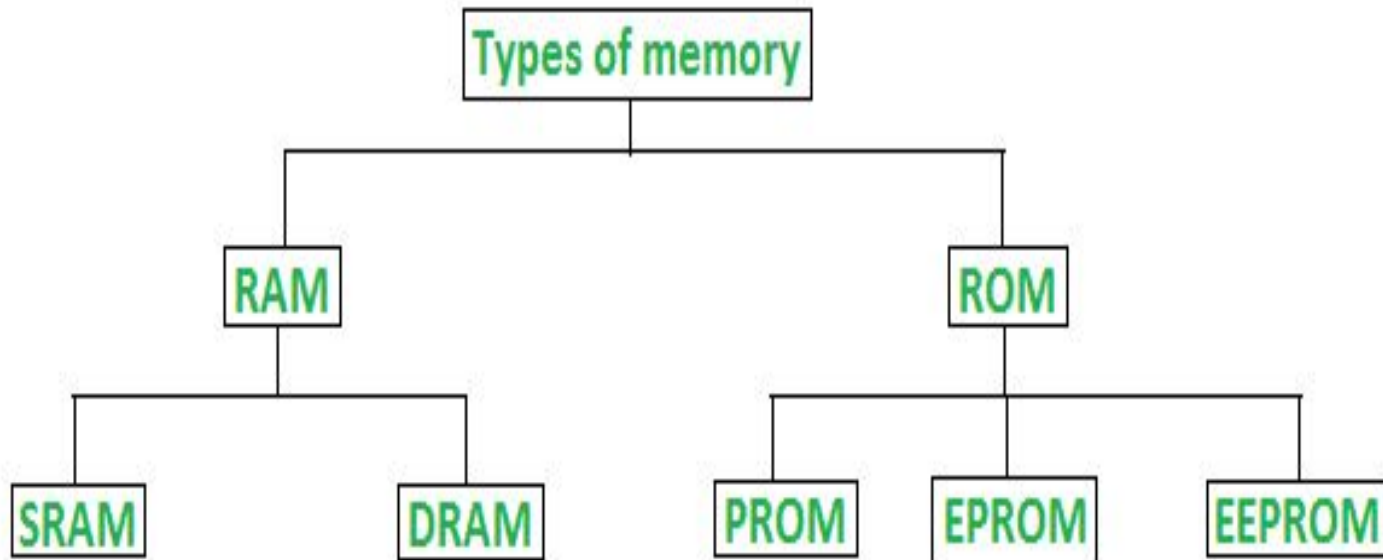 Types of memory
RAM
ROM
SRAM
DRAM
PROM
EPROM
EEPROM